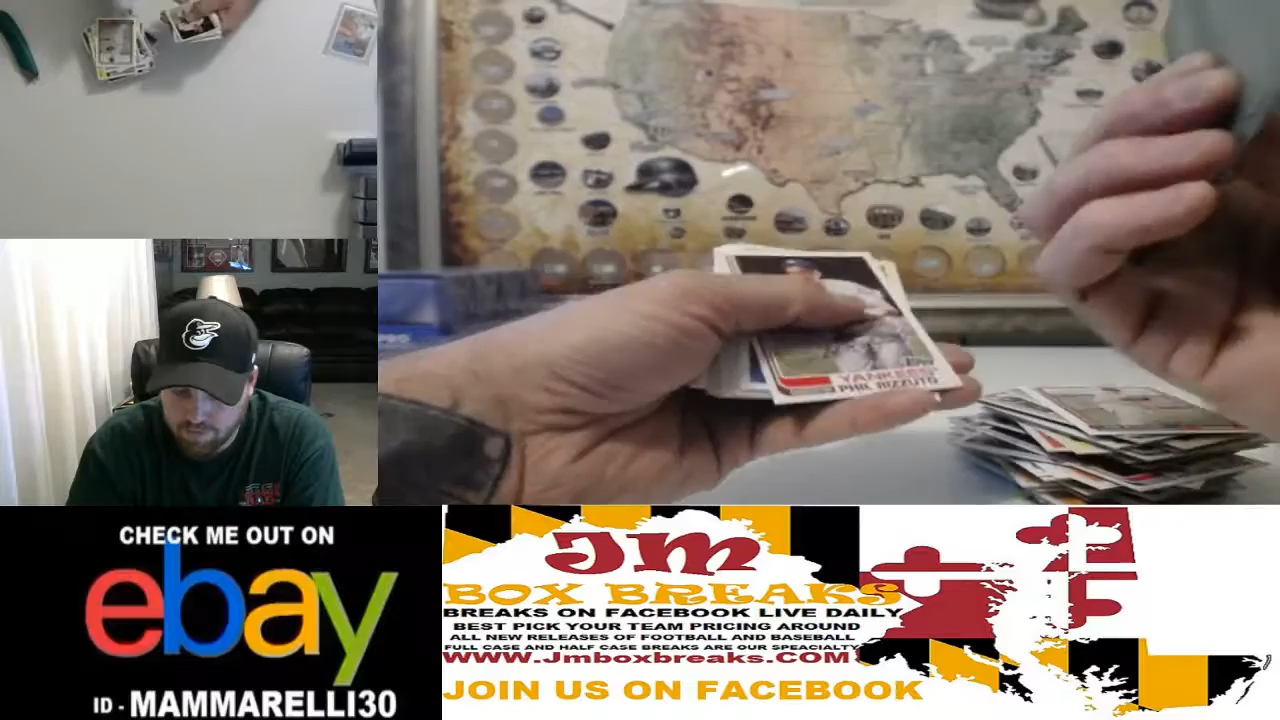 YANKEES
PHIL RIZZUTO
CHECK ME OUT ON
ebay
ID - MAMMARELLI30
JM
BOX BREAKS
BREAKS ON FACEBOOK LIVE DAILY
BEST PICK YOUR TEAM PRICING AROUND
ALL NEW RELEASES OF FOOTBALL AND BASEBALL
FULL CASE AND HALF CASE BREAKS ARE OUR SPEACIALTY
WWW.Jmboxbreaks.COM
JOIN US ON FACEBOOK